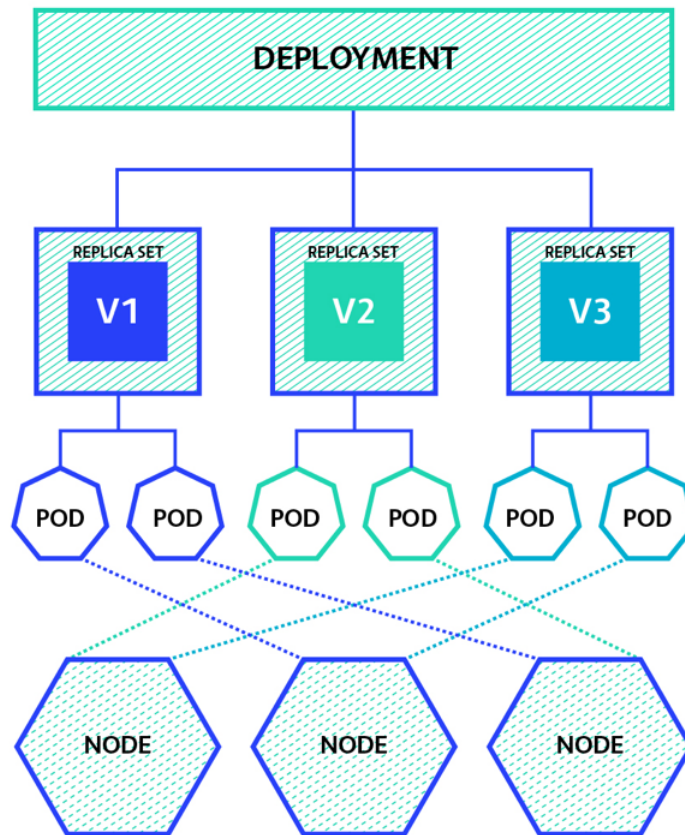 DEPLOYMENT
REPLICA SET
V1
REPLICA SET
V2
REPLICA SET
V3
POD
POD
POD
POD
POD
POD
NODE
NODE
NODE